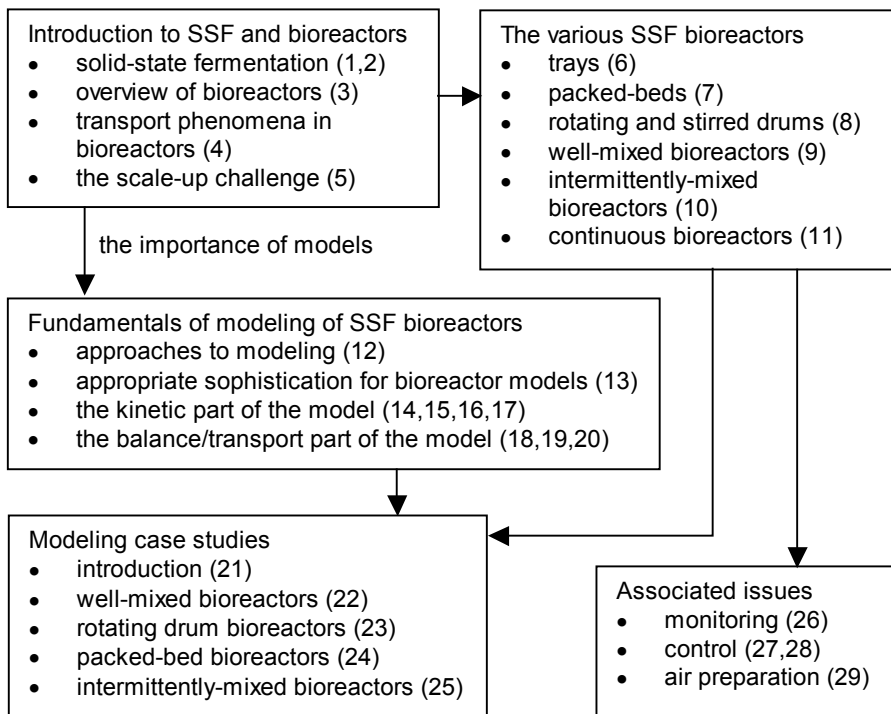 Introduction to SSF and bioreactors
• solid-state fermentation (1,2)
• overview of bioreactors (3)
• transport phenomena in
bioreactors (4)
• the scale-up challenge (5)
The various SSF bioreactors
• trays (6)
• packed-beds (7)
• rotating and stirred drums (8)
• well-mixed bioreactors (9)
• intermittently-mixed
bioreactors (10)
• continuous bioreactors (11)
the importance of models
Fundamentals of modeling of SSF bioreactors
• approaches to modeling (12)
• appropriate sophistication for bioreactor models (13)
• the kinetic part of the model (14,15,16,17)
• the balance/transport part of the model (18,19,20)
Modeling case studies
• introduction (21)
• well-mixed bioreactors (22)
• rotating drum bioreactors (23)
• packed-bed bioreactors (24)
• intermittently-mixed bioreactors (25)
Associated issues
• monitoring (26)
• control (27,28)
• air preparation (29)